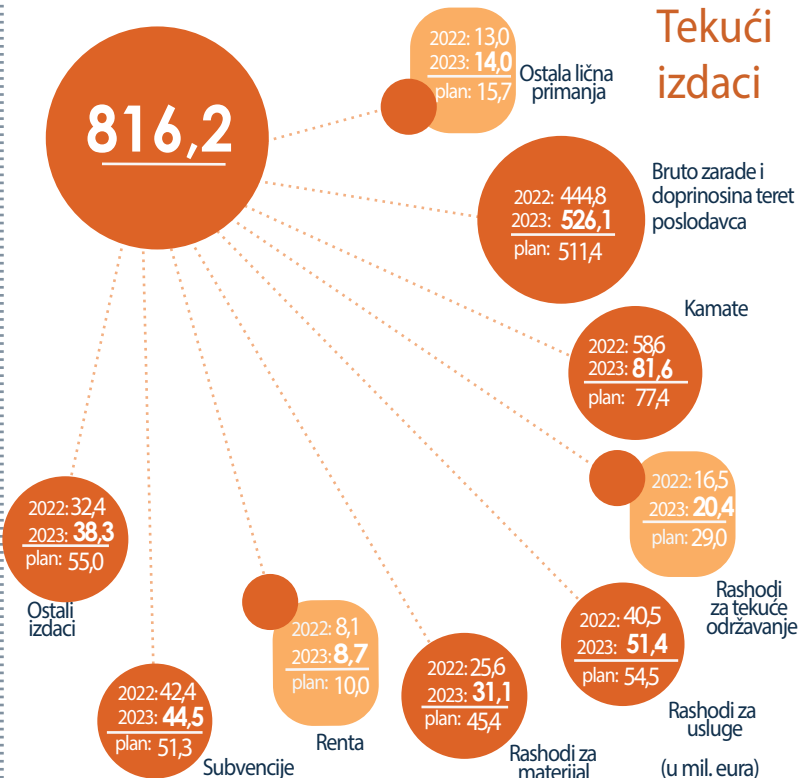 Tekući
izdaci
816,2
2022: 13,0
2023: 14,0
plan: 15,7
Ostala lična
primanja
2022: 444,8
2023: 526,1
plan: 511,4
Bruto zarade i
doprinosina teret
poslodavca
Kamate
2022: 58,6
2023: 81,6
plan: 77,4
2022: 16,5
2023: 20,4
plan: 29,0
Rashodi
za tekuće
održavanje
2022: 40,5
2023: 51,4
plan: 54,5
Rashodi za
usluge
2022: 25,6
2023: 31,1
plan: 45,4
Rashodi za
materijal
2022: 8,1
2023: 8,7
plan: 10,0
Renta
2022: 42,4
2023: 44,5
plan: 51,3
Subvencije
2022: 32,4
2023: 38,3
plan: 55,0
Ostali
izdaci
(u mil. eura)